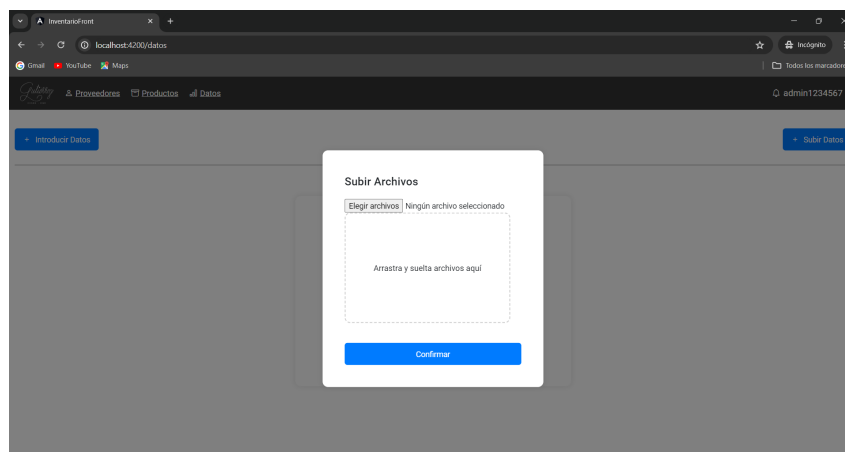 InventarioFront
localhost:4200/datos
Incógnito
Gmail YouTube Maps
Todos los marcadore
Proveedores Productos Datos
admin1234567
+ Introducir Datos
+ Subir Datos
Subir Archivos
Elegir archivos Ningún archivo seleccionado
Arrastra y suelta archivos aquí
Confirmar